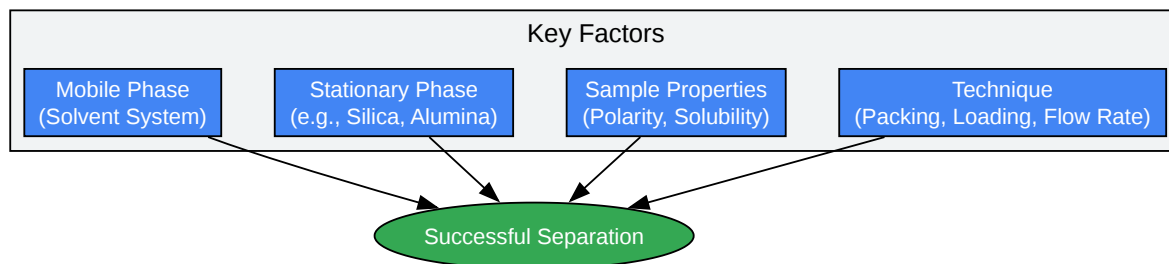 Key Factors
Mobile Phase
(Solvent System)
Stationary Phase
(e.g., Silica, Alumina)
Sample Properties
(Polarity, Solubility)
Technique
(Packing, Loading, Flow Rate)
Successful Separation